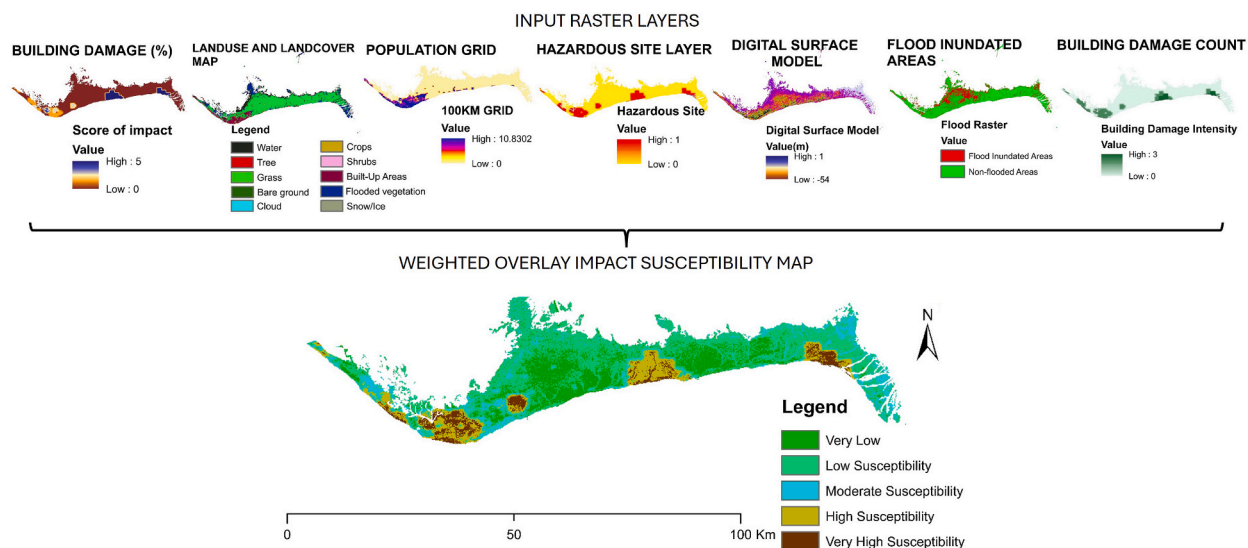 INPUT RASTER LAYERS
BUILDING DAMAGE (%)
Score of impact
Value
High : 5
Low : 0
LANDUSE AND LANDCOVER
MAP
Legend
Water
Tree
Grass
Bare ground
Cloud
Crops
Shrubs
Built-Up Areas
Flooded vegetation
Snow/Ice
POPULATION GRID
100KM GRID
Value
High : 10.8302
Low : 0
HAZARDOUS SITE LAYER
Hazardous Site
Value
High : 1
Low : 0
DIGITAL SURFACE
MODEL
Digital Surface Model
Value(m)
High : 1
Low : -54
FLOOD INUNDATED
AREAS
Flood Raster
Value
Flood Inundated Areas
Non-flooded Areas
BUILDING DAMAGE COUNT
Building Damage Intensity
Value
High : 3
Low : 0
WEIGHTED OVERLAY IMPACT SUSCEPTIBILITY MAP
N
Legend
Very Low
Low Susceptibility
Moderate Susceptibility
High Susceptibility
Very High Susceptibility
0 50 100 Km